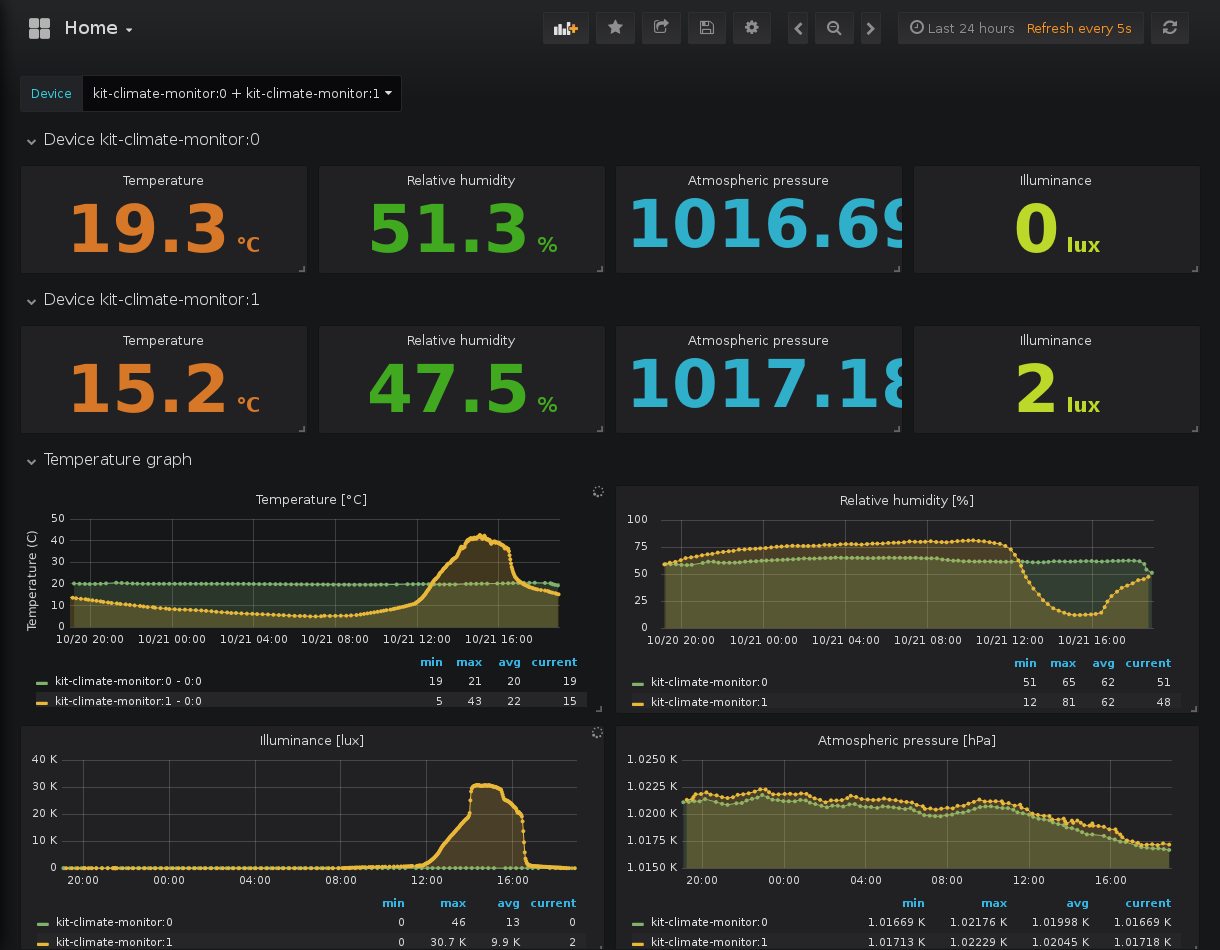 Home
Last 24 hours Refresh every 5s
Device kit-climate-monitor:0 + kit-climate-monitor:1
Device kit-climate-monitor:0
Temperature Relative humidity Atmospheric pressure Illuminance
19.3 °C 51.3 % 1016.69 0 lux
Device kit-climate-monitor:1
Temperature Relative humidity Atmospheric pressure Illuminance
15.2 °C 47.5 % 1017.18 2 lux
Temperature graph
Temperature [°C]
Temperature (C)
50
40
30
20
10
0
10/20 20:00 10/21 00:00 10/21 04:00 10/21 08:00 10/21 12:00 10/21 16:00
min max avg current
kit-climate-monitor:0 - 0:0 19 21 20 19
kit-climate-monitor:1 - 0:0 5 43 22 15
Relative humidity [%]
100
75
50
25
0
10/20 20:00 10/21 00:00 10/21 04:00 10/21 08:00 10/21 12:00 10/21 16:00
min max avg current
kit-climate-monitor:0 51 65 62 51
kit-climate-monitor:1 12 81 62 48
Illuminance [lux]
40 K
30 K
20 K
10 K
0
20:00 00:00 04:00 08:00 12:00 16:00
min max avg current
kit-climate-monitor:0 0 46 13 0
kit-climate-monitor:1 0 30.7 K 9.9 K 2
Atmospheric pressure [hPa]
1.0250 K
1.0225 K
1.0200 K
1.0175 K
1.0150 K
20:00 00:00 04:00 08:00 12:00 16:00
min max avg current
kit-climate-monitor:0 1.01669 K 1.02176 K 1.01998 K 1.01669 K
kit-climate-monitor:1 1.01713 K 1.02229 K 1.02045 K 1.01718 K